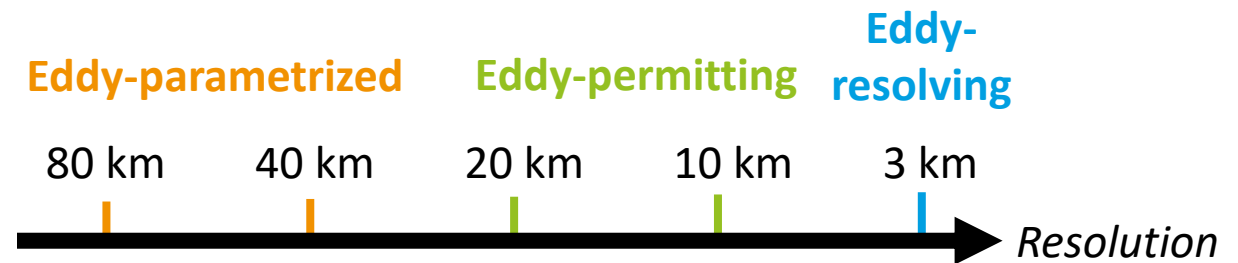 Eddy-parametrized
Eddy-permitting
Eddy-
resolving
80 km 40 km 20 km 10 km 3 km
Resolution